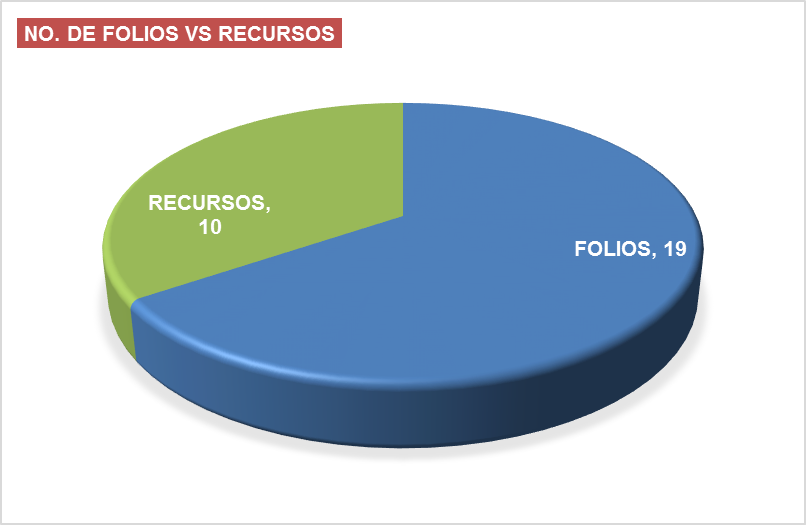 NO. DE FOLIOS VS RECURSOS
RECURSOS,
10
FOLIOS, 19